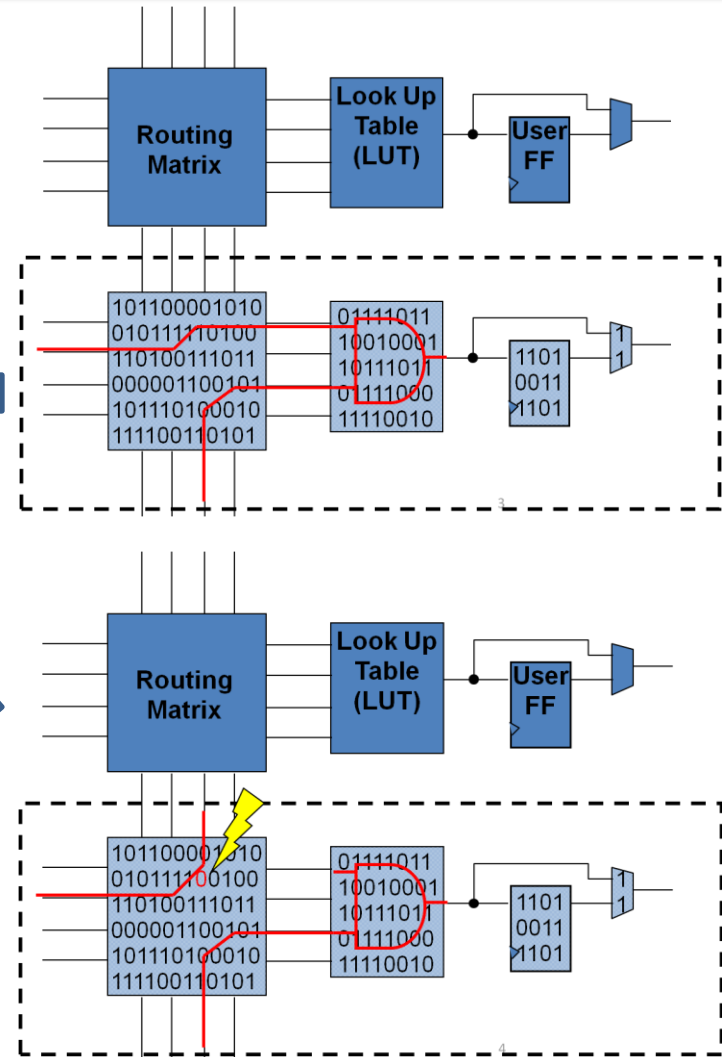 Routing
Matrix
Look Up
Table
(LUT)
User
FF
101100001010
010111110100
110100111011
000001100101
101110100010
111100110101
01111011
10010001
10111011
01111000
11110010
1101
0011
1101
1
1
3
Routing
Matrix
Look Up
Table
(LUT)
User
FF
101100001010
010111100100
110100111011
000001100101
101110100010
111100110101
01111011
10010001
10111011
01111000
11110010
1101
0011
1101
1
1
4